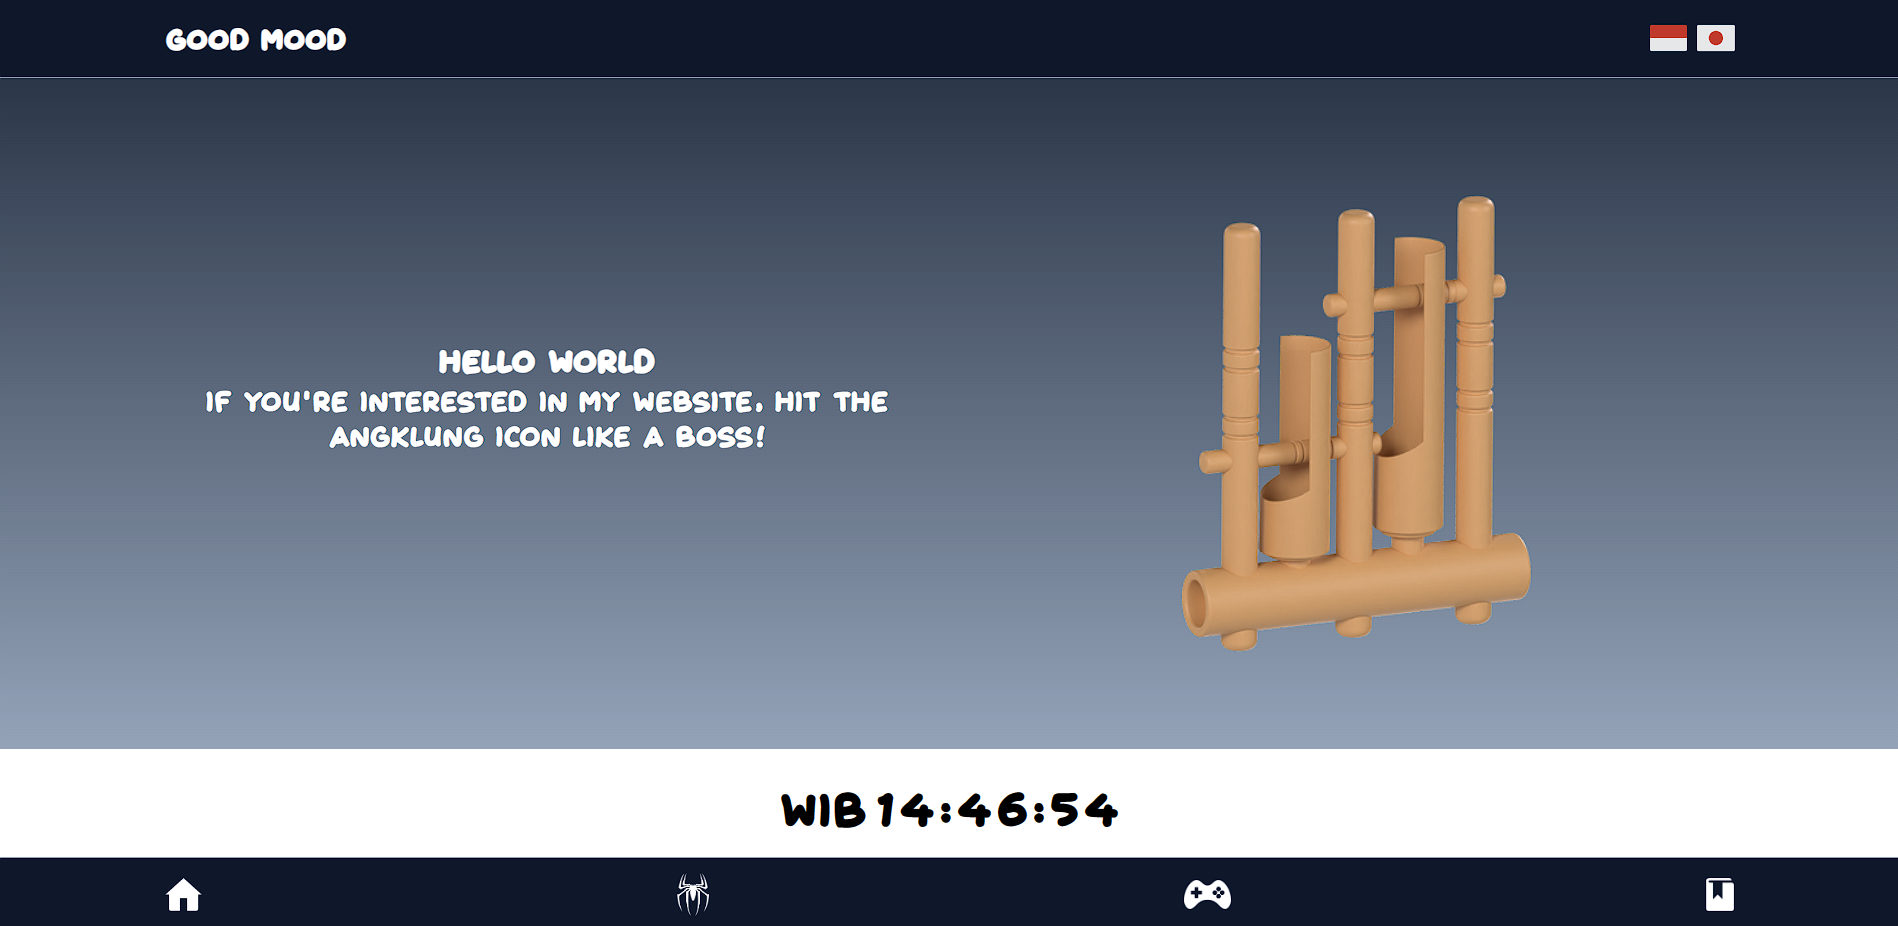 GOOD MOOD
HELLO WORLD
IF YOU'RE INTERESTED IN MY WEBSITE, HIT THE
ANGKLUNG ICON LIKE A BOSS!
WIB 14:46:54